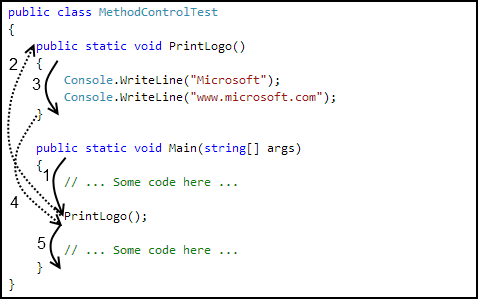 public class MethodControlTest
{
public static void PrintLogo()
2
{
3
Console.WriteLine("Microsoft");
Console.WriteLine("www.microsoft.com");
}
public static void Main(string[] args)
{
1
// ... Some code here ...
4
PrintLogo();
5
// ... Some code here ...
}
}